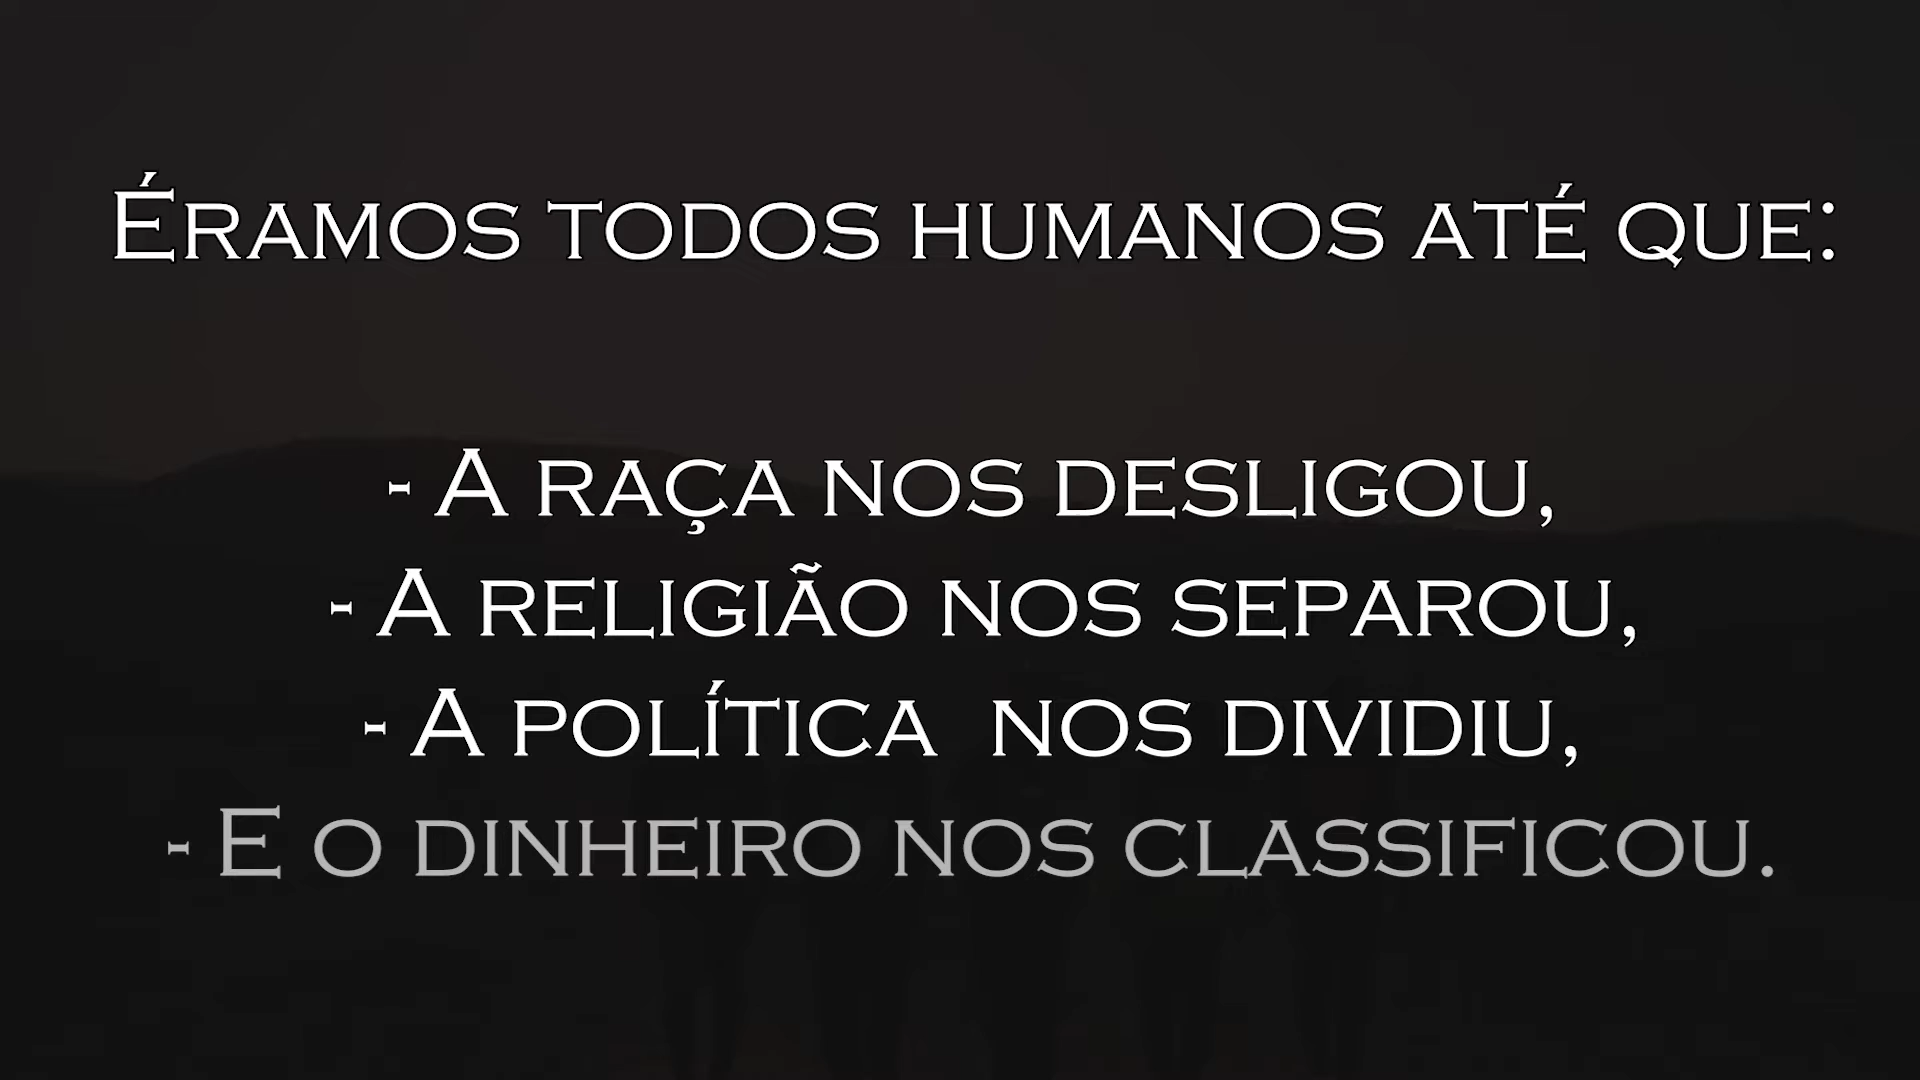 Éramos todos humanos até que:
- A raça nos desligou,
- A religião nos separou,
- A política  nos dividiu,
- E o dinheiro nos classificou.